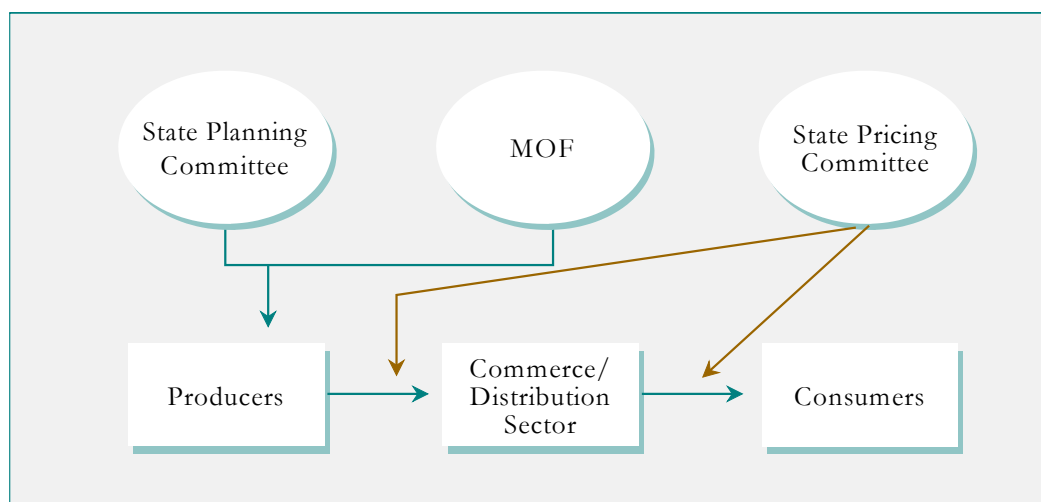 State Planning
Committee
MOF
State Pricing
Committee
Producers
Commerce/
Distribution
Sector
Consumers